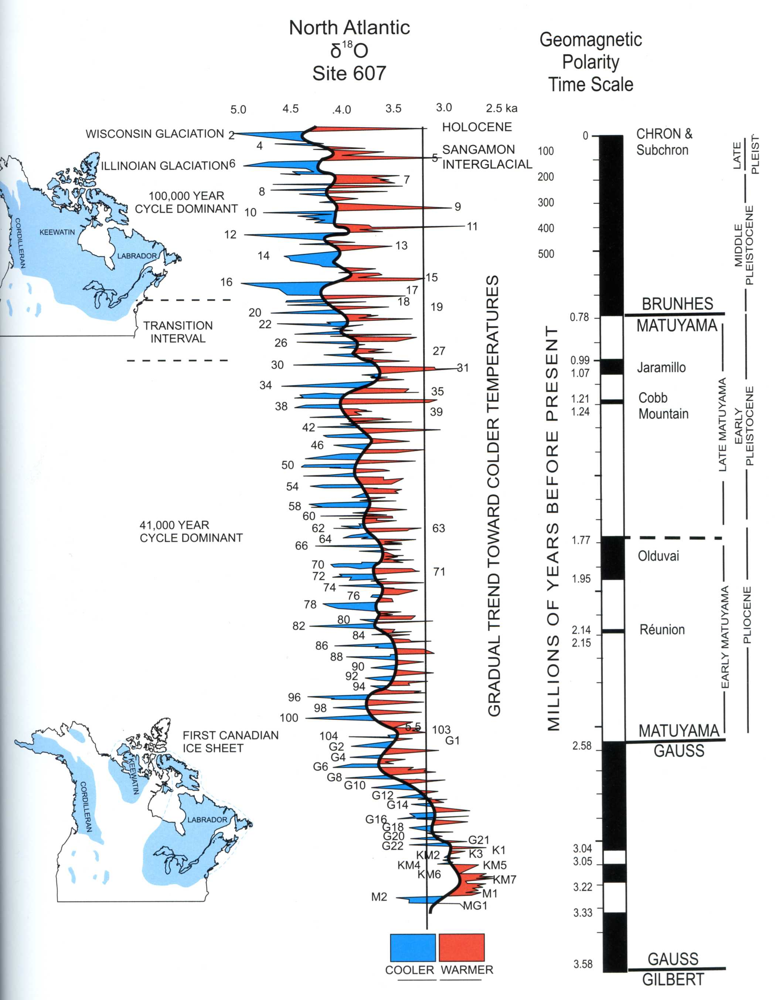 North Atlantic
δ¹⁸O
Site 607
Geomagnetic
Polarity
Time Scale
5.0 4.5 .4.0 3.5 3.0 2.5 ka
WISCONSIN GLACIATION 2
4
ILLINOIAN GLACIATION 6
100,000 YEAR
CYCLE DOMINANT
8
10
12
14
16
20
22
26
30
34
38
42
46
50
54
58
60
62
64
66
70
72
74
76
78
80
82
84
86
88
90
92
94
96
98
100
104
G2
G4
G6
G8
G10
G12
G14
G16
G18
G20
G22
KM2
KM4
KM6
M2
HOLOCENE
SANGAMON
5
INTERGLACIAL
7
9
11
13
15
17
18
19
27
31
35
39
63
71
5.5
103
G1
G21
K1
K3
KM5
KM7
M1
MG1
CORDILLERAN
KEEWATIN
LABRADOR
TRANSITION
INTERVAL
41,000 YEAR
CYCLE DOMINANT
FIRST CANADIAN
ICE SHEET
CORDILLERAN
KEEWATIN
LABRADOR
COOLER WARMER
GRADUAL TREND TOWARD COLDER TEMPERATURES
MILLIONS OF YEARS BEFORE PRESENT
0
100
200
300
400
500
0.78
0.99
1.07
1.21
1.24
1.77
1.95
2.14
2.15
2.58
3.04
3.05
3.22
3.33
3.58
CHRON &
Subchron
BRUNHES
MATUYAMA
Jaramillo
Cobb
Mountain
Olduvai
Réunion
MATUYAMA
GAUSS
GAUSS
GILBERT
LATE MATUYAMA
EARLY MATUYAMA
LATE
PLEIST.
MIDDLE
PLEISTOCENE
EARLY
PLEISTOCENE
PLIOCENE